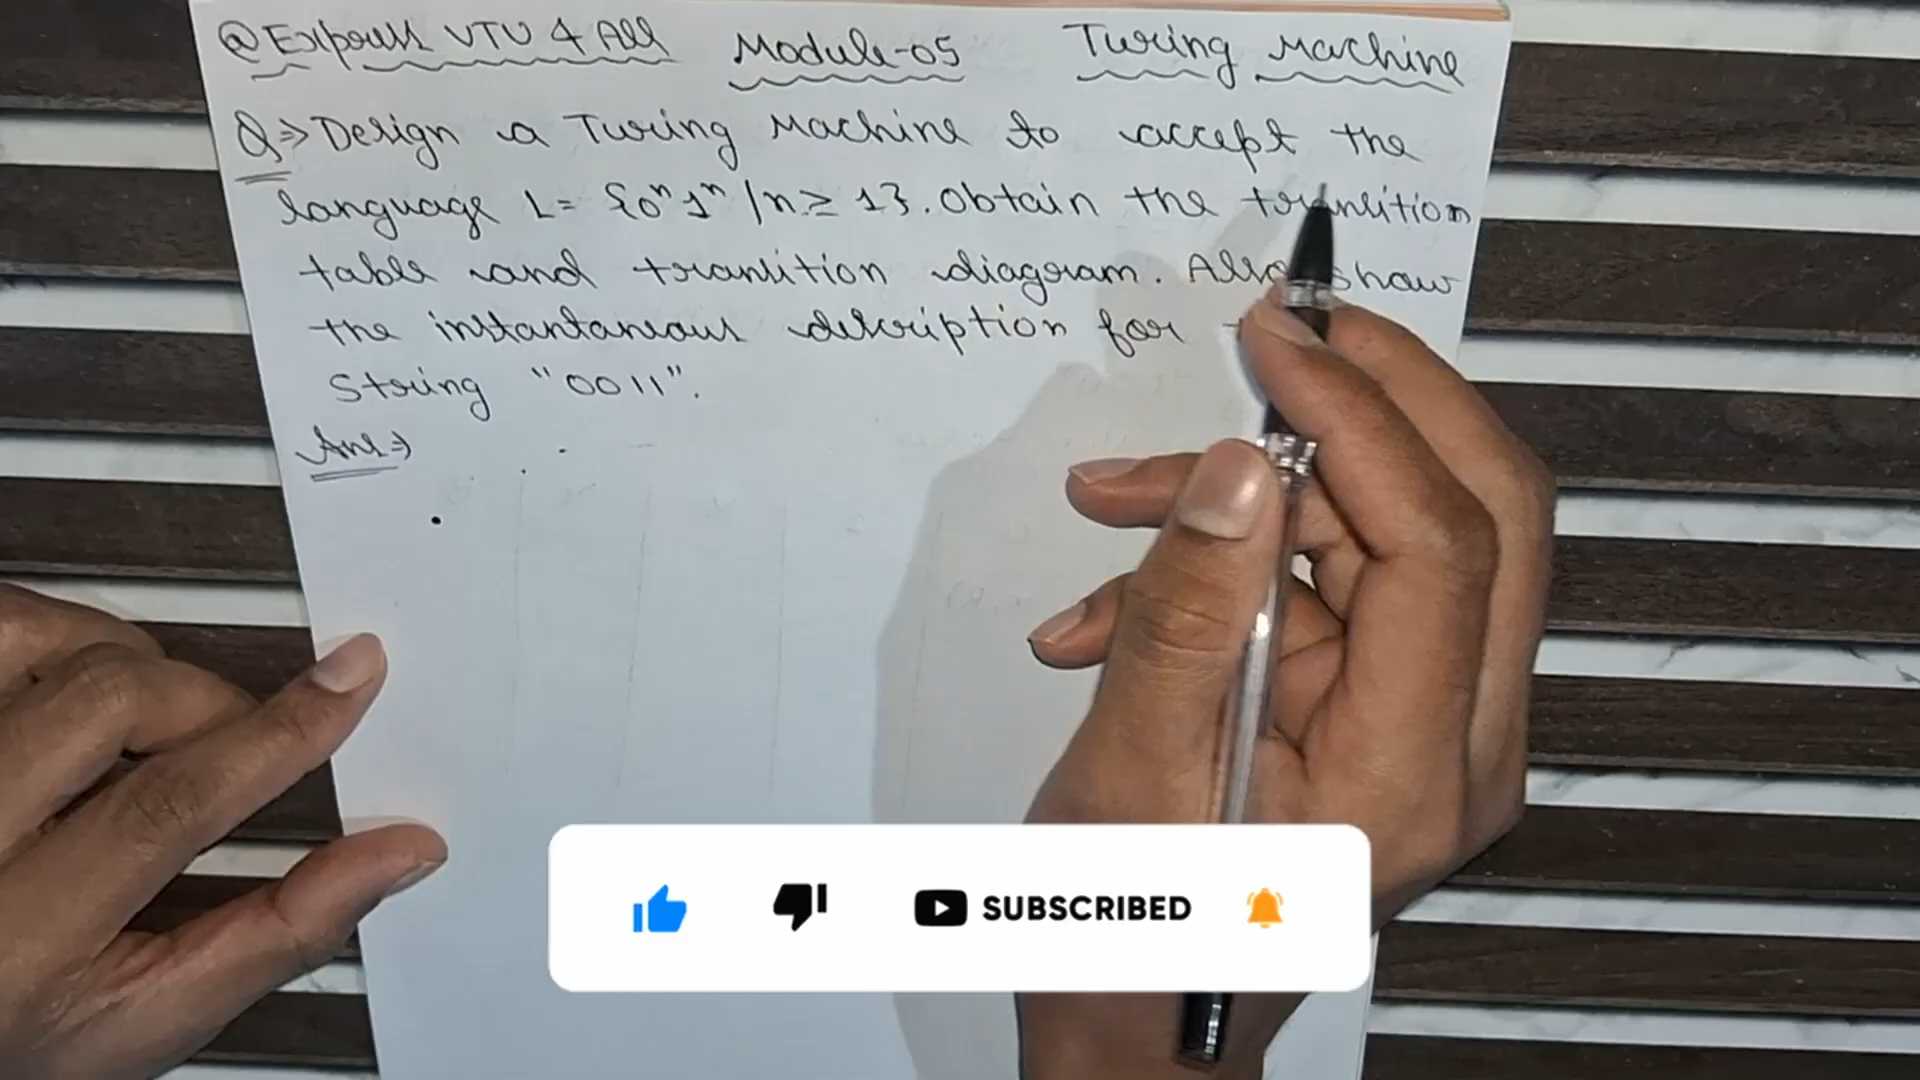 @Express VTU 4 All Module-05 Turing Machine
Q⇒ Design a Turing Machine to accept the
language L= {0ⁿ1ⁿ /n≥ 1}. Obtain the transition
table and transition diagram. Also show
the instantaneous description for
string "0011".
Ans⇒
SUBSCRIBED